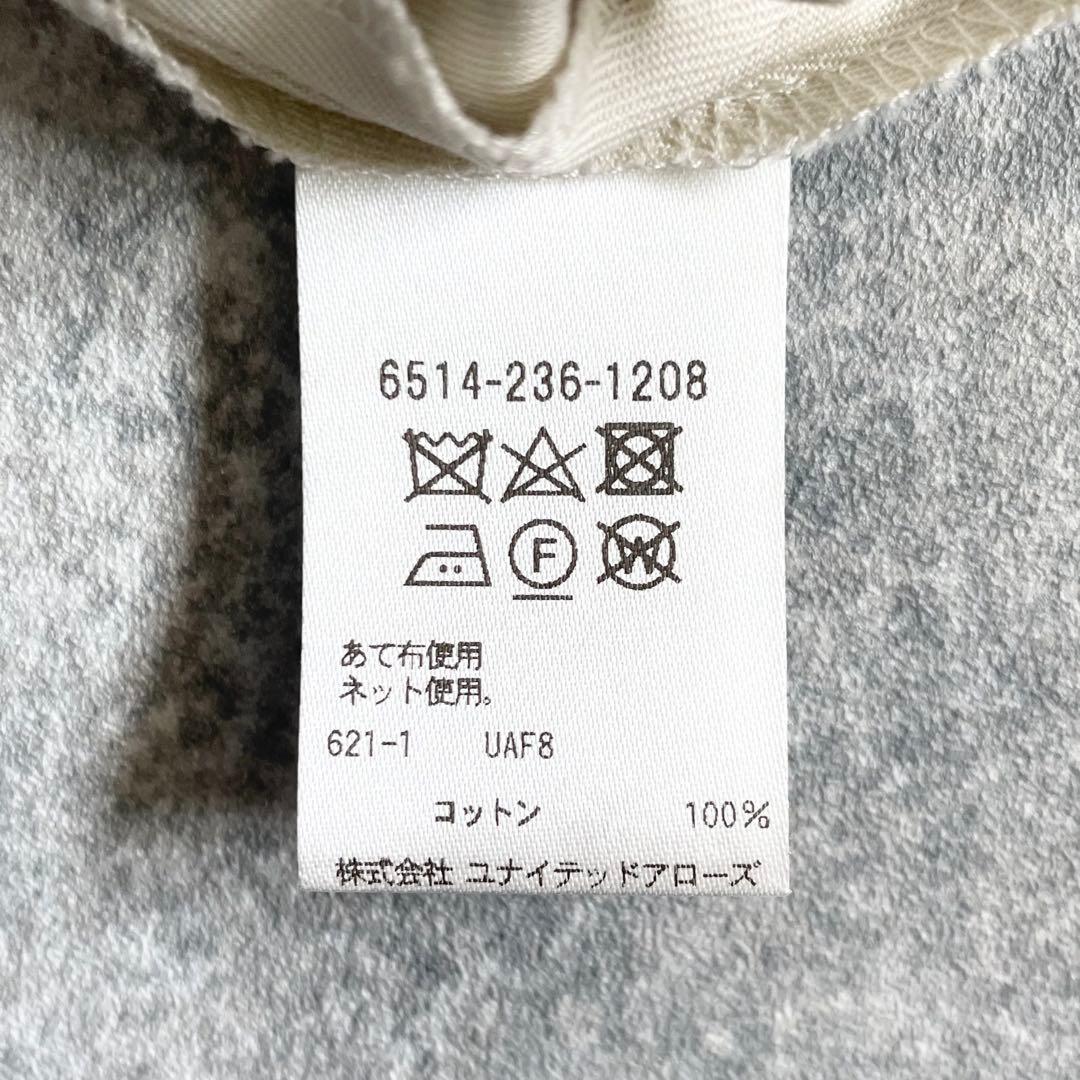 6514-236-1208
F W
あて布使用
ネット使用。
621-1 UAF8
コットン 100%
株式会社 ユナイテッドアローズ